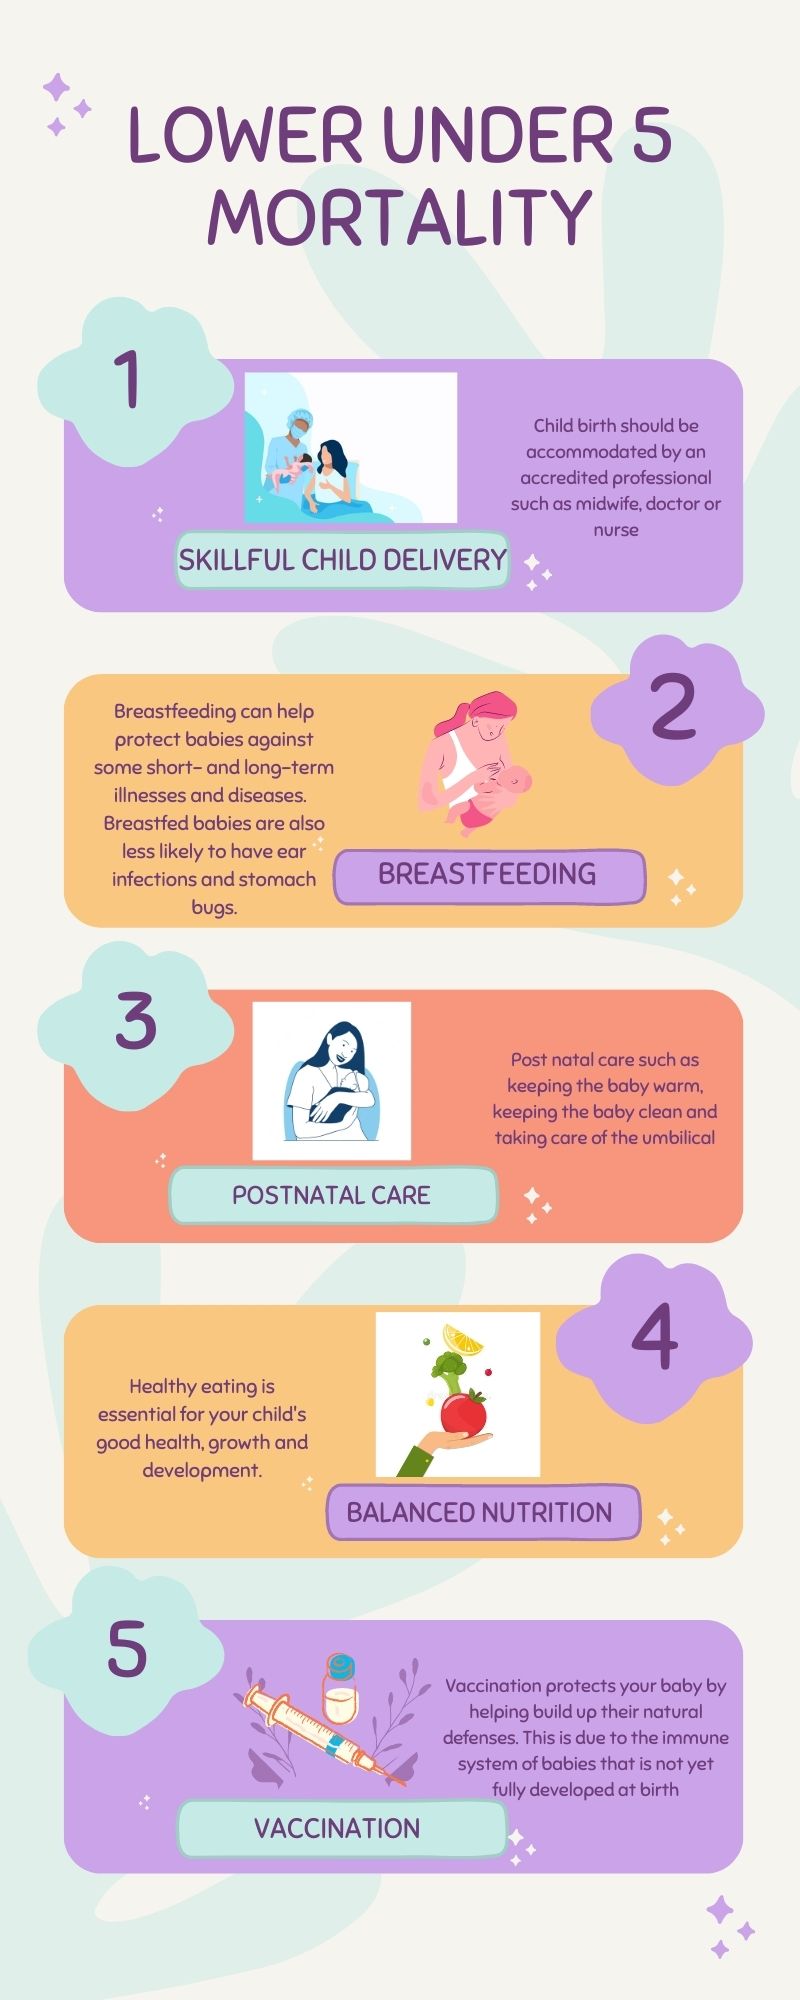 LOWER UNDER 5
MORTALITY
1
Child birth should be
accommodated by an
accredited professional
such as midwife, doctor or
nurse
SKILLFUL CHILD DELIVERY
2
Breastfeeding can help
protect babies against
some short- and long-term
illnesses and diseases.
Breastfed babies are also
less likely to have ear
infections and stomach
bugs.
BREASTFEEDING
3
Post natal care such as
keeping the baby warm,
keeping the baby clean and
taking care of the umbilical
POSTNATAL CARE
4
Healthy eating is
essential for your child's
good health, growth and
development.
BALANCED NUTRITION
5
Vaccination protects your baby by
helping build up their natural
defenses. This is due to the immune
system of babies that is not yet
fully developed at birth
VACCINATION